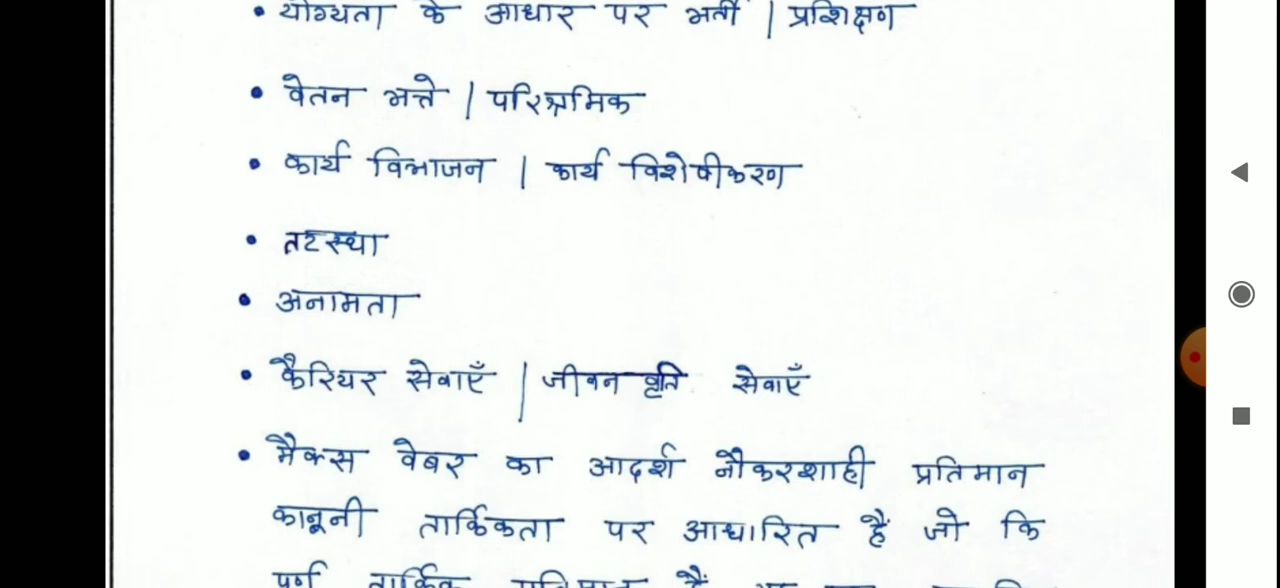 • योग्यता के आधार पर भर्ती | प्रशिक्षण
• वेतन भत्ते | परिश्रमिक
• कार्य विभाजन | कार्य विशेषीकरण
• तटस्था
• अनामता
• कैरियर सेवाएँ | जीवन वृति सेवाएँ
• मैक्स वेबर का आदर्श नौकरशाही प्रतिमान
कानूनी तार्किकता पर आधारित है जो कि